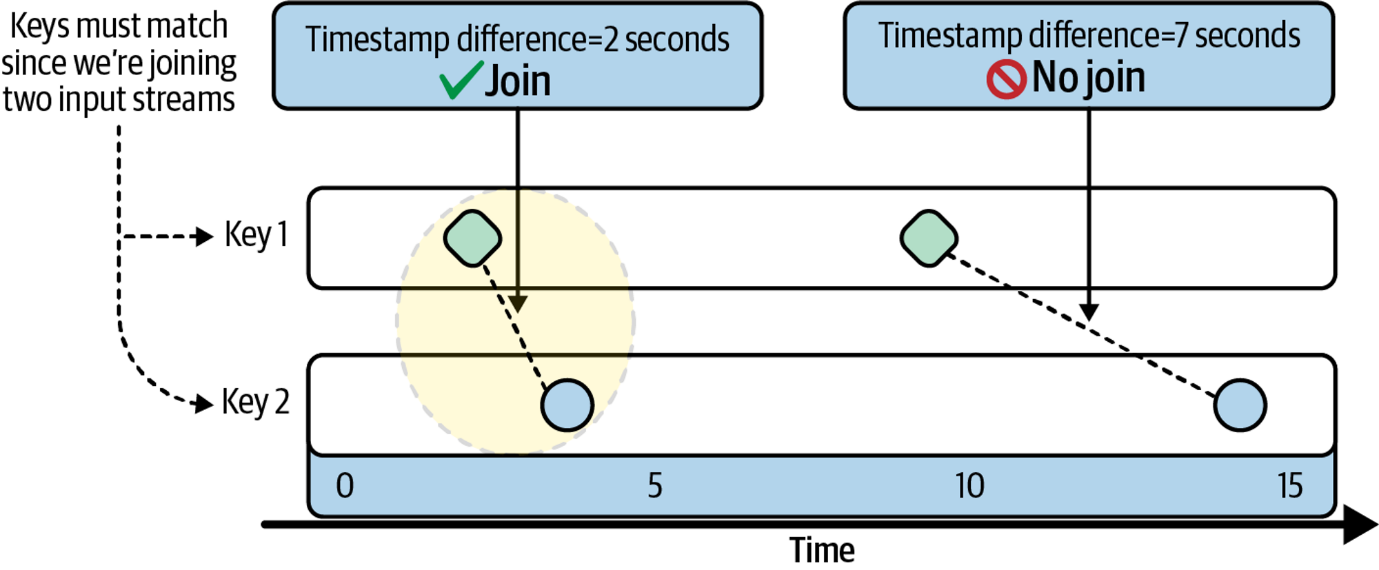 Keys must match
since we're joining
two input streams
Timestamp difference=2 seconds
Join
Timestamp difference=7 seconds
No join
Key 1
Key 2
0 5 10 15
Time